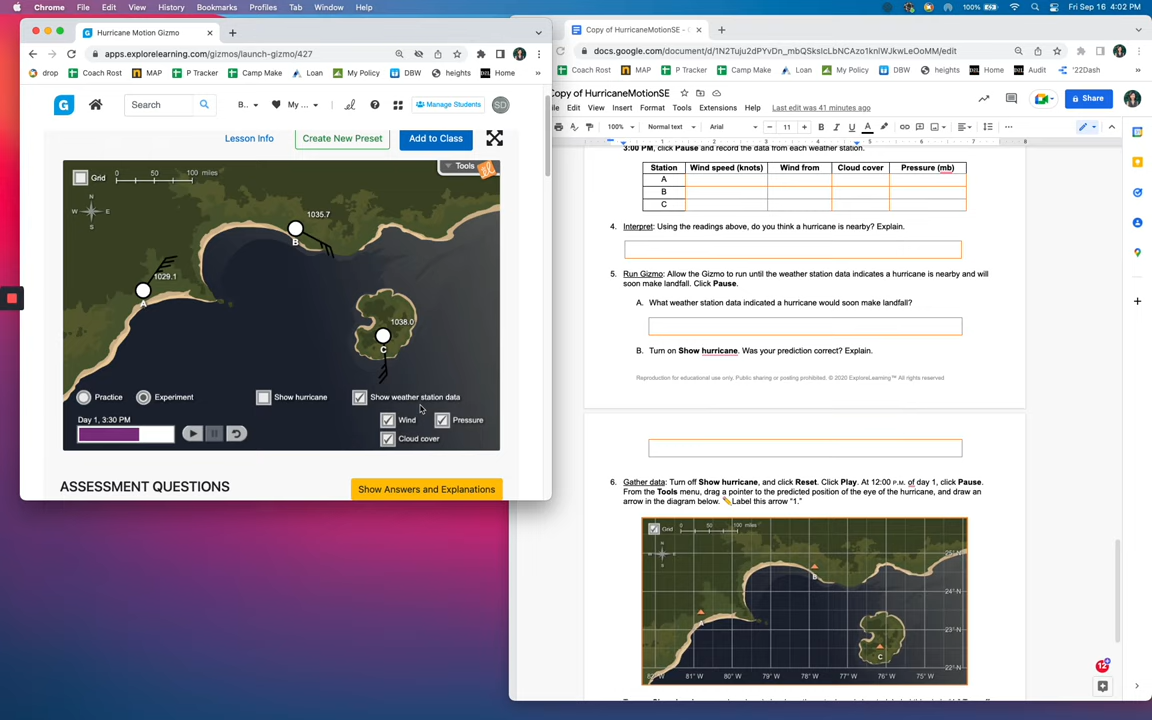 Chrome File Edit View History Bookmarks Profiles Tab Window Help
100% Fri Sep 16 4:02 PM
Hurricane Motion Gizmo
apps.explorelearning.com/gizmos/launch-gizmo/427
drop Coach Rost MAP P Tracker Camp Make Loan My Policy DBW heights Home »
G Search B.. My ... Manage Students SD
Lesson Info Create New Preset Add to Class
Grid 0 50 100 miles Tools
N
W E
S
1035.7
B
1029.1
A
1038.0
C
Practice Experiment Show hurricane Show weather station data
Day 1, 3:30 PM Wind Pressure
Cloud cover
ASSESSMENT QUESTIONS Show Answers and Explanations
Copy of HurricaneMotionSE -
docs.google.com/document/d/1N2Tuju2dPYvDn_mbQSksIcLbNCAzo1knlWJkwLeOoMM/edit
Coach Rost MAP P Tracker Camp Make Loan My Policy DBW heights Home Audit '22Dash »
Copy of HurricaneMotionSE
File Edit View Insert Format Tools Extensions Help Last edit was 41 minutes ago Share
100% Normal text Arial 11 B I U A
3:00 PM, click Pause and record the data from each weather station.
Station Wind speed (knots) Wind from Cloud cover Pressure (mb)
A
B
C
4. Interpret: Using the readings above, do you think a hurricane is nearby? Explain.
5. Run Gizmo: Allow the Gizmo to run until the weather station data indicates a hurricane is nearby and will
soon make landfall. Click Pause.
A. What weather station data indicated a hurricane would soon make landfall?
B. Turn on Show hurricane. Was your prediction correct? Explain.
Reproduction for educational use only. Public sharing or posting prohibited. © 2020 ExploreLearning™ All rights reserved
6. Gather data: Turn off Show hurricane, and click Reset. Click Play. At 12:00 P.M. of day 1, click Pause.
From the Tools menu, drag a pointer to the predicted position of the eye of the hurricane, and draw an
arrow in the diagram below. Label this arrow "1."
Grid 0 50 100 miles
N
W E
S
25° N
B
24° N
A
23° N
C
22° N
82° 81° W 80° W 79° W 78° W 77° W 76° W 75° W
12